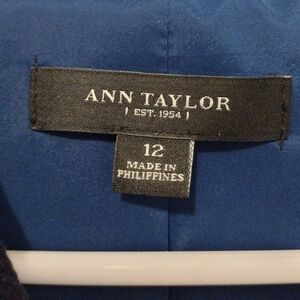 ANN TAYLOR
| EST. 1954 |
12
MADE IN
PHILIPPINES